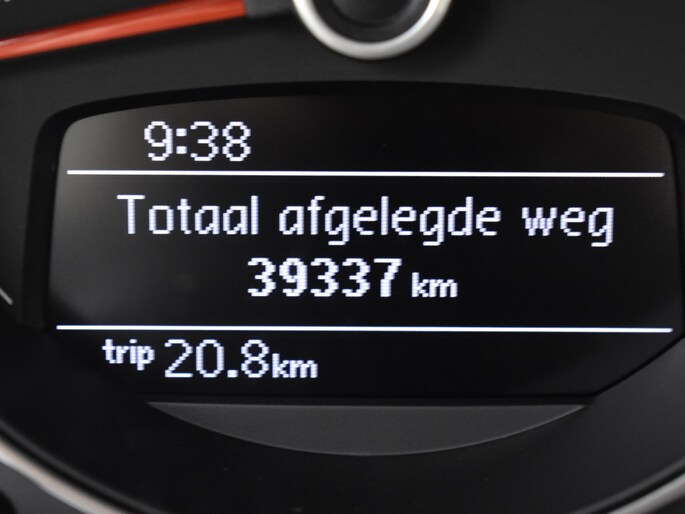 9:38
Totaal afgelegde weg
39337 km
trip 20.8km